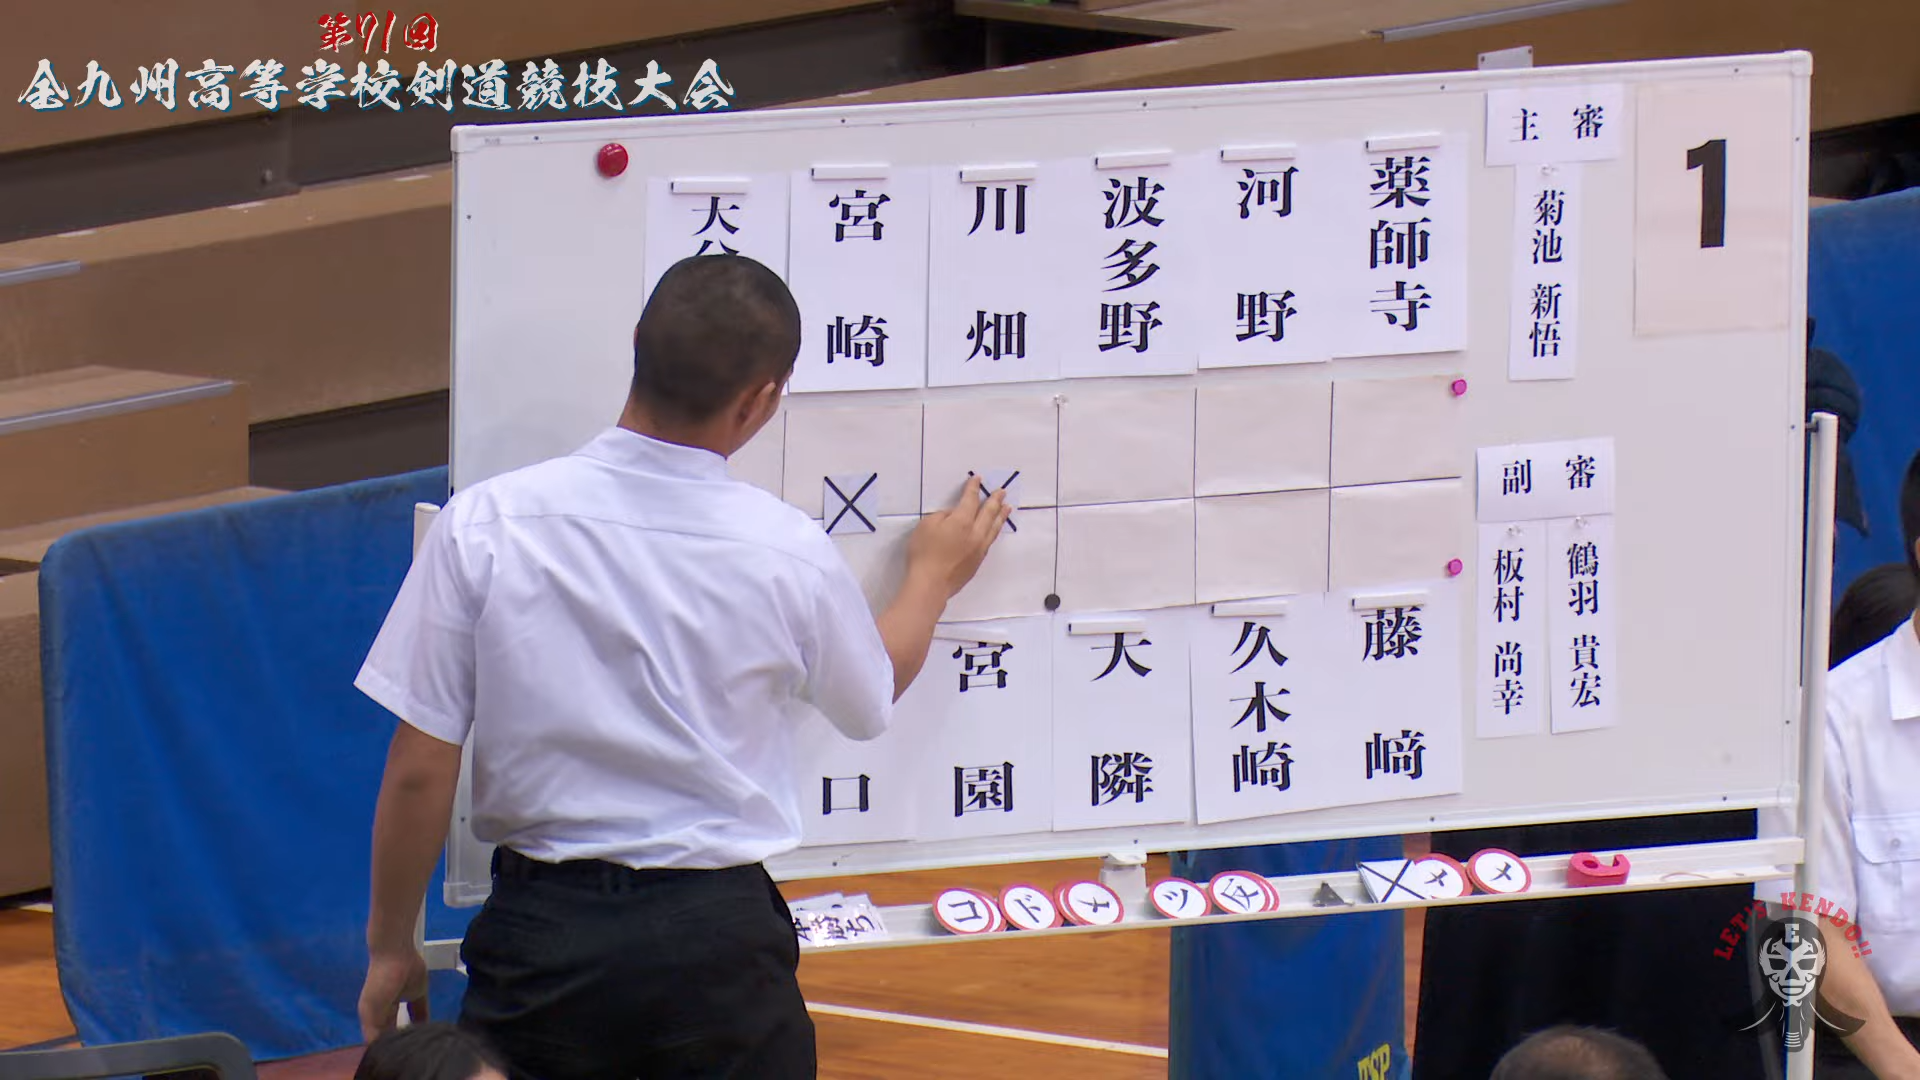 第71回
全九州高等学校剣道競技大会
1
主審
菊池 新悟
副審
鶴羽 貴宏
板村 尚幸
薬師寺
河野
波多野
川畑
宮崎
大
藤﨑
久木崎
大隣
宮園
口
コ
ド
メ
ツ
反
メ
メ
LET'S KENDO!!
E
TSP